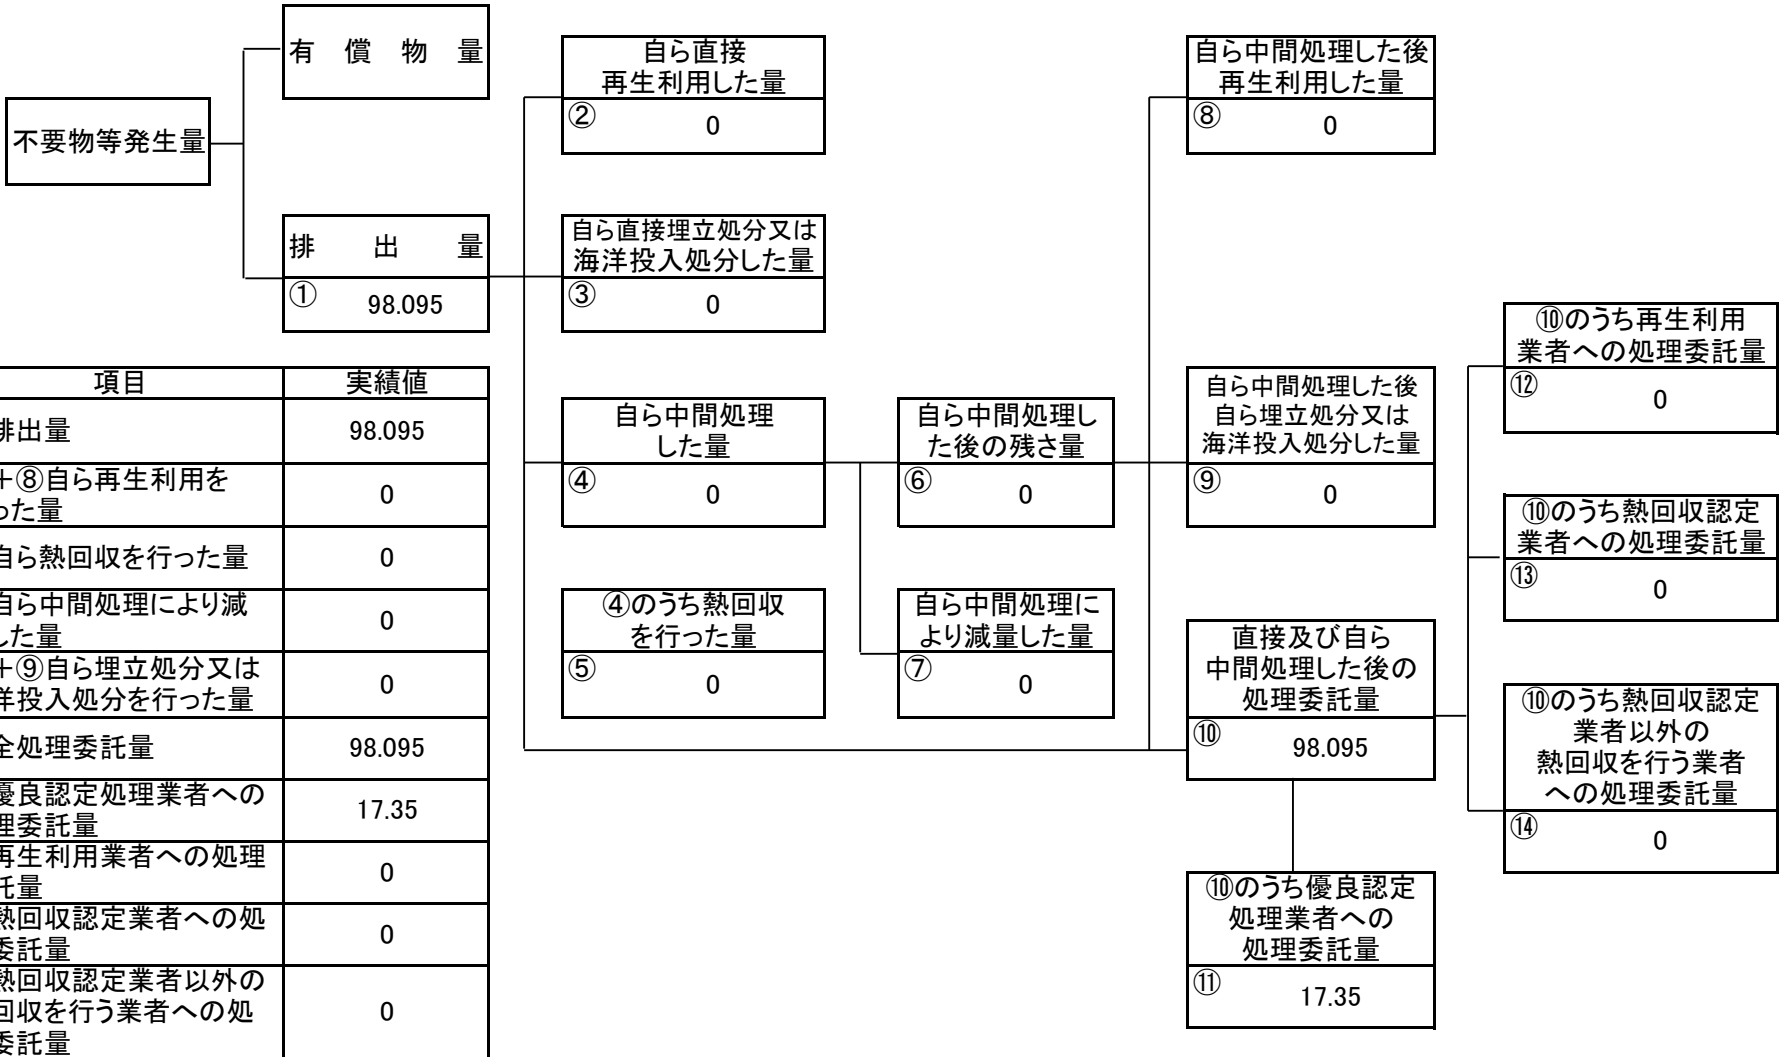 有償物量
不要物等発生量
排出量
①
98.095
自ら直接
再生利用した量
②
0
自ら直接埋立処分又は
海洋投入処分した量
③
0
自ら中間処理
した量
④
0
④のうち熱回収
を行った量
⑤
0
自ら中間処理し
た後の残さ量
⑥
0
自ら中間処理に
より減量した量
⑦
0
自ら中間処理した後
再生利用した量
⑧
0
自ら中間処理した後
自ら埋立処分又は
海洋投入処分した量
⑨
0
直接及び自ら
中間処理した後の
処理委託量
⑩
98.095
⑩のうち優良認定
処理業者への
処理委託量
⑪
17.35
⑩のうち再生利用
業者への処理委託量
⑫
0
⑩のうち熱回収認定
業者への処理委託量
⑬
0
⑩のうち熱回収認定
業者以外の
熱回収を行う業者
への処理委託量
⑭
0
項目 実績値
排出量 98.095
+⑧自ら再生利用を
った量
0
自ら熱回収を行った量 0
自ら中間処理により減
した量
0
+⑨自ら埋立処分又は
洋投入処分を行った量
0
全処理委託量 98.095
優良認定処理業者への
理委託量
17.35
再生利用業者への処理
託量
0
熱回収認定業者への処
委託量
0
熱回収認定業者以外の
回収を行う業者への処
委託量
0